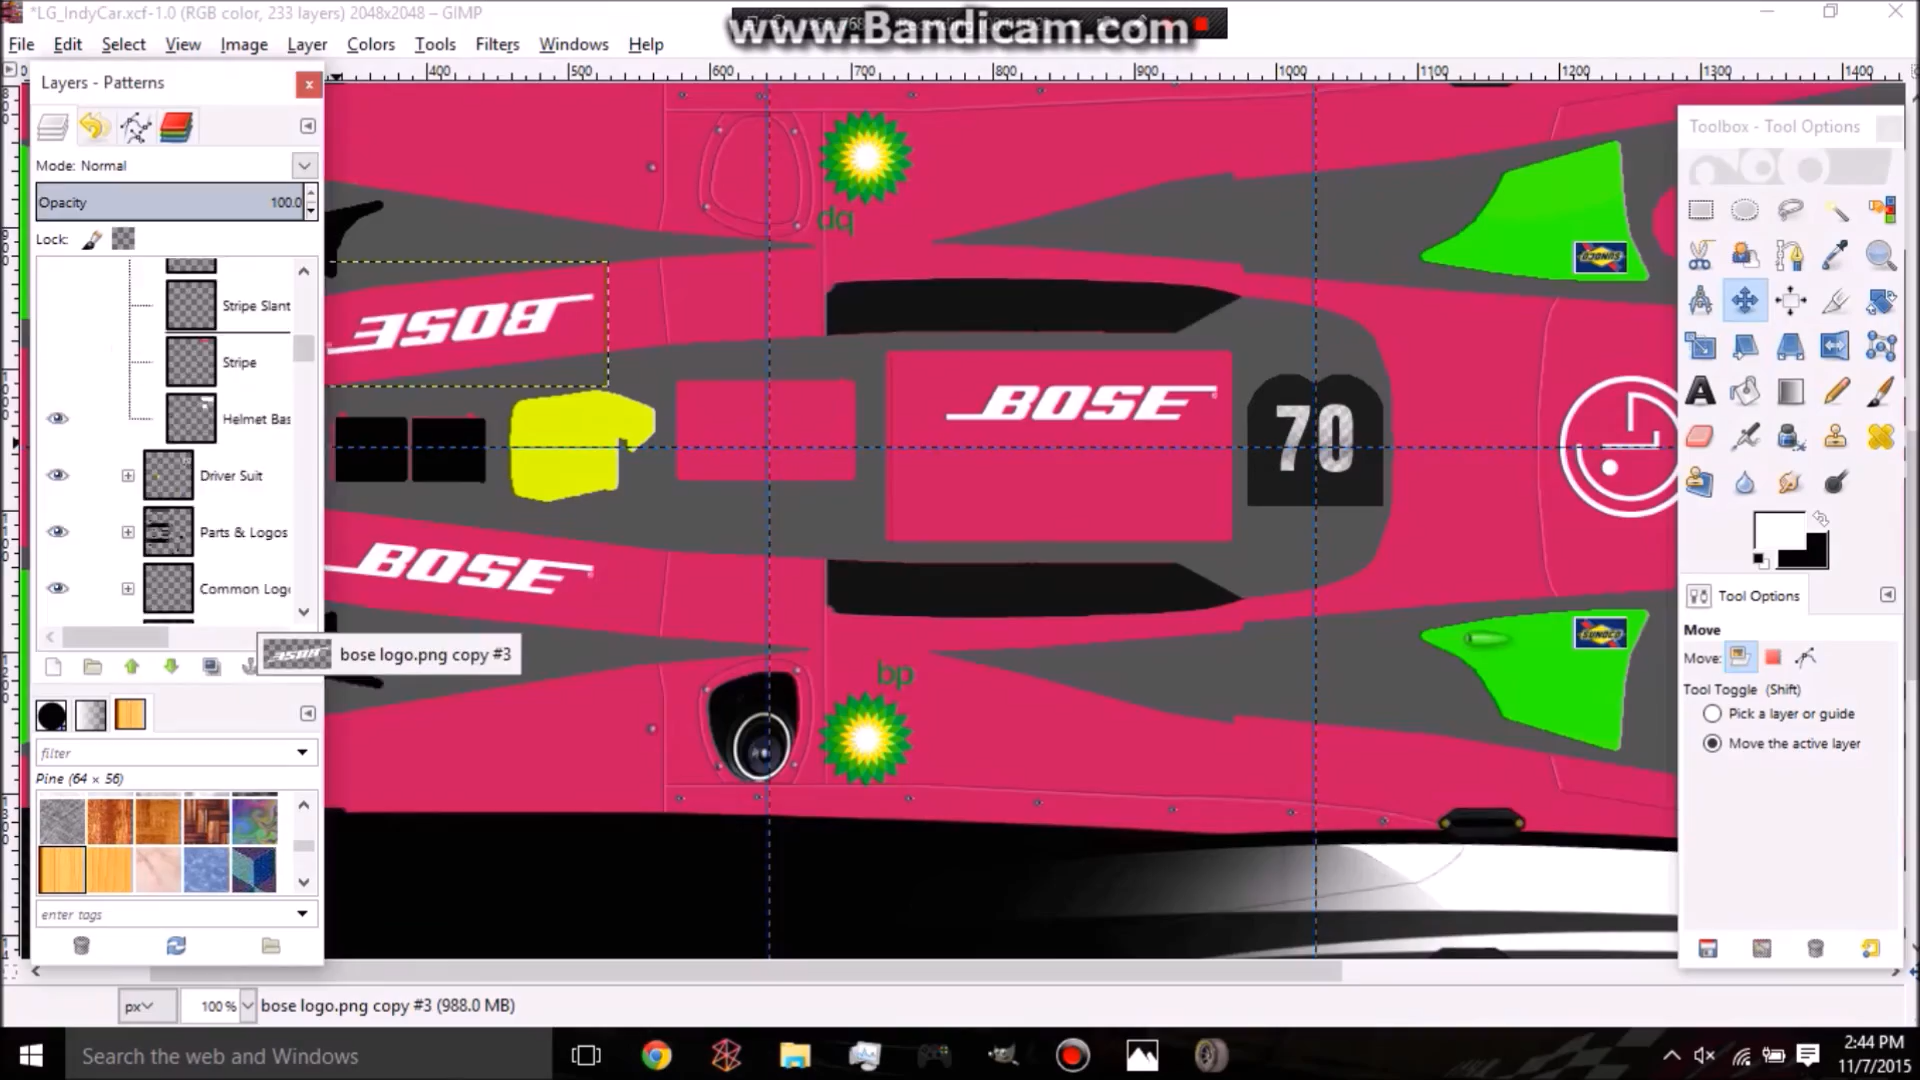 *LG_IndyCar.xcf-1.0 (RGB color, 233 layers) 2048x2048 – GIMP
www.Bandicam.com
File Edit Select View Image Layer Colors Tools Filters Windows Help
400 500 600 700 800 900 1000 1100 1200 1300 1400
Layers - Patterns
Mode: Normal
Opacity 100.0
Lock:
Stripe Slant
Stripe
Helmet Bas
Driver Suit
Parts & Logos
Common Logo
bose logo.png copy #3
filter
Pine (64 × 56)
enter tags
bp
BOSE
SUNOCO
BOSE
70
BOSE
SUNOCO
bp
Toolbox - Tool Options
Tool Options
Move
Move:
Tool Toggle (Shift)
Pick a layer or guide
Move the active layer
px 100 % bose logo.png copy #3 (988.0 MB)
Search the web and Windows
2:44 PM
11/7/2015